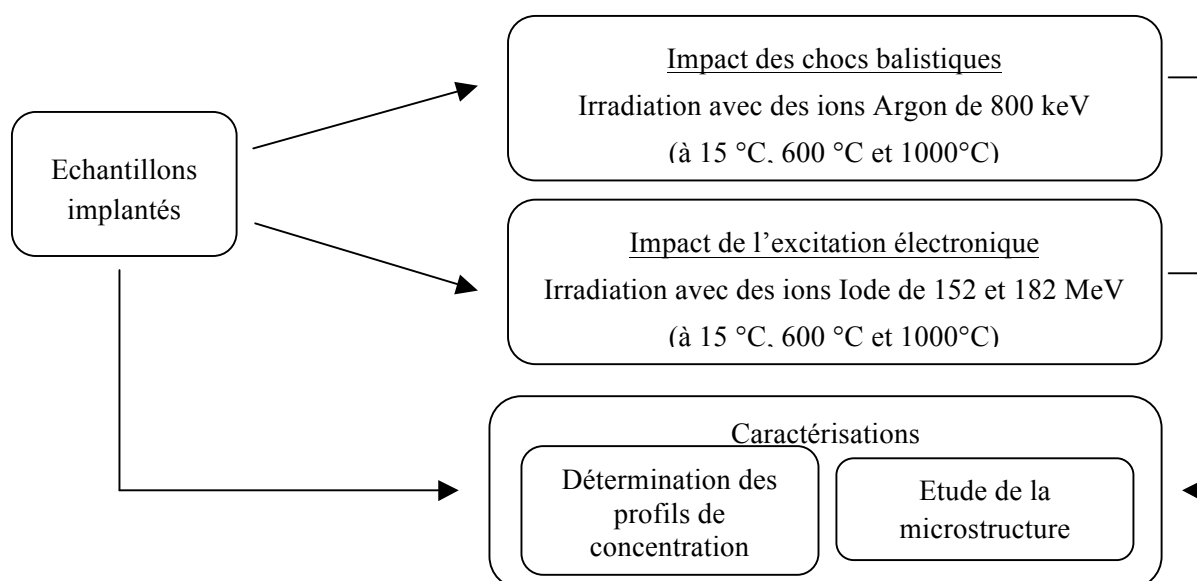 Echantillons
implantés
Impact des chocs balistiques
Irradiation avec des ions Argon de 800 keV
(à 15 °C, 600 °C et 1000°C)
Impact de l’excitation électronique
Irradiation avec des ions Iode de 152 et 182 MeV
(à 15 °C, 600 °C et 1000°C)
Caractérisations
Détermination des
profils de
concentration
Etude de la
microstructure